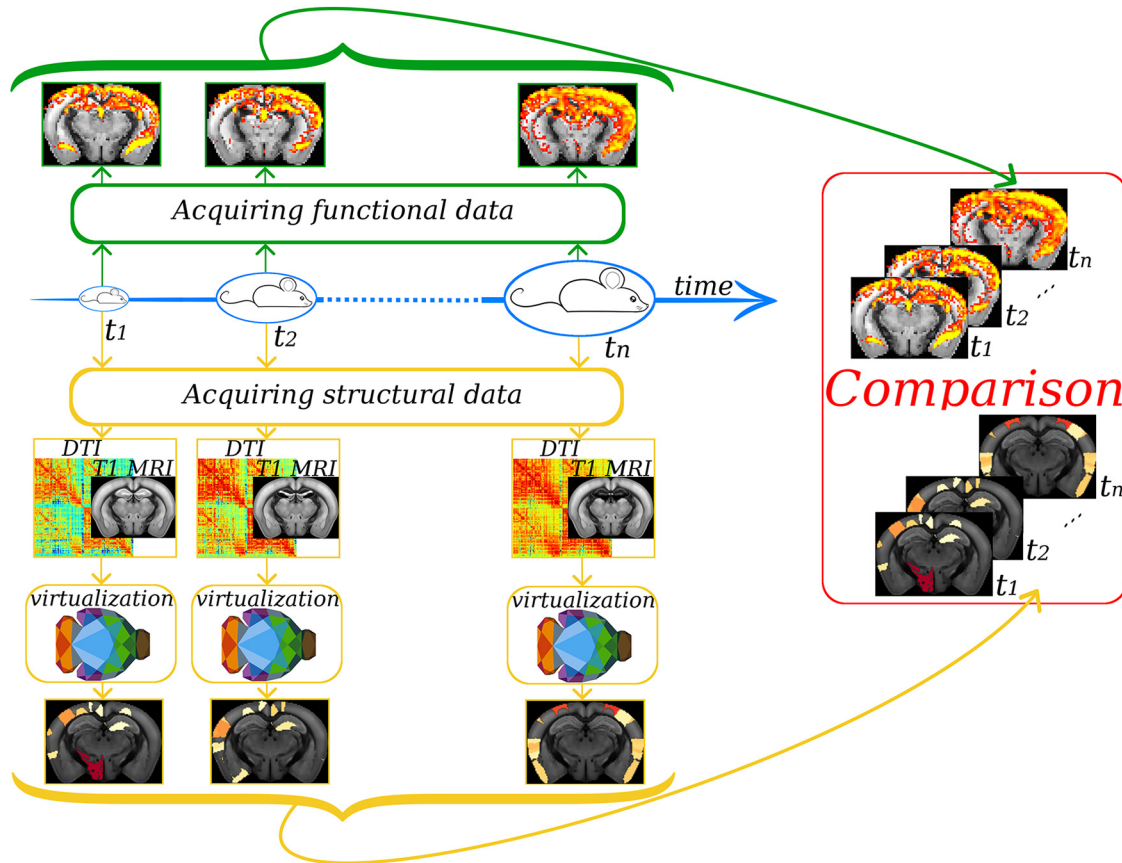 Acquiring functional data
time
t1
t2
tn
Acquiring structural data
DTI
T1 MRI
DTI
T1 MRI
DTI
T1 MRI
virtualization
virtualization
virtualization
tn
t2
t1
Comparison
tn
t2
t1